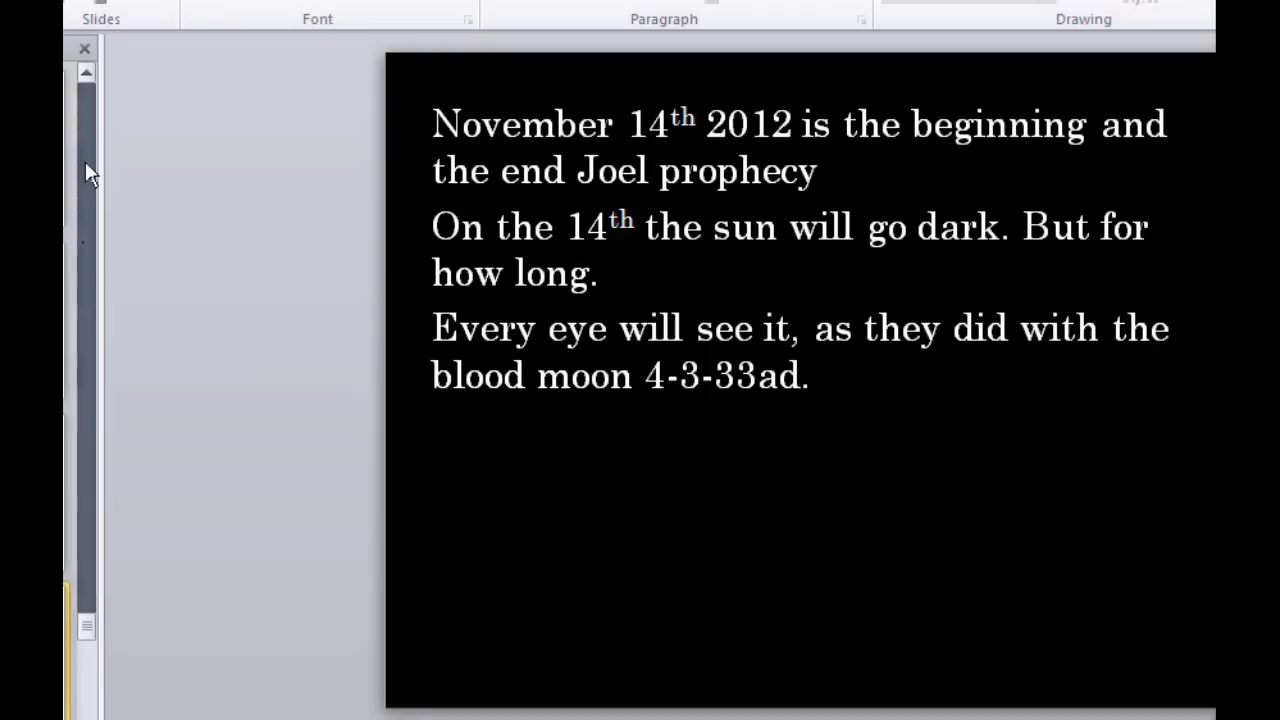 Slides Font Paragraph Drawing
November 14th 2012 is the beginning and
the end Joel prophecy
On the 14th the sun will go dark. But for
how long.
Every eye will see it, as they did with the
blood moon 4-3-33ad.